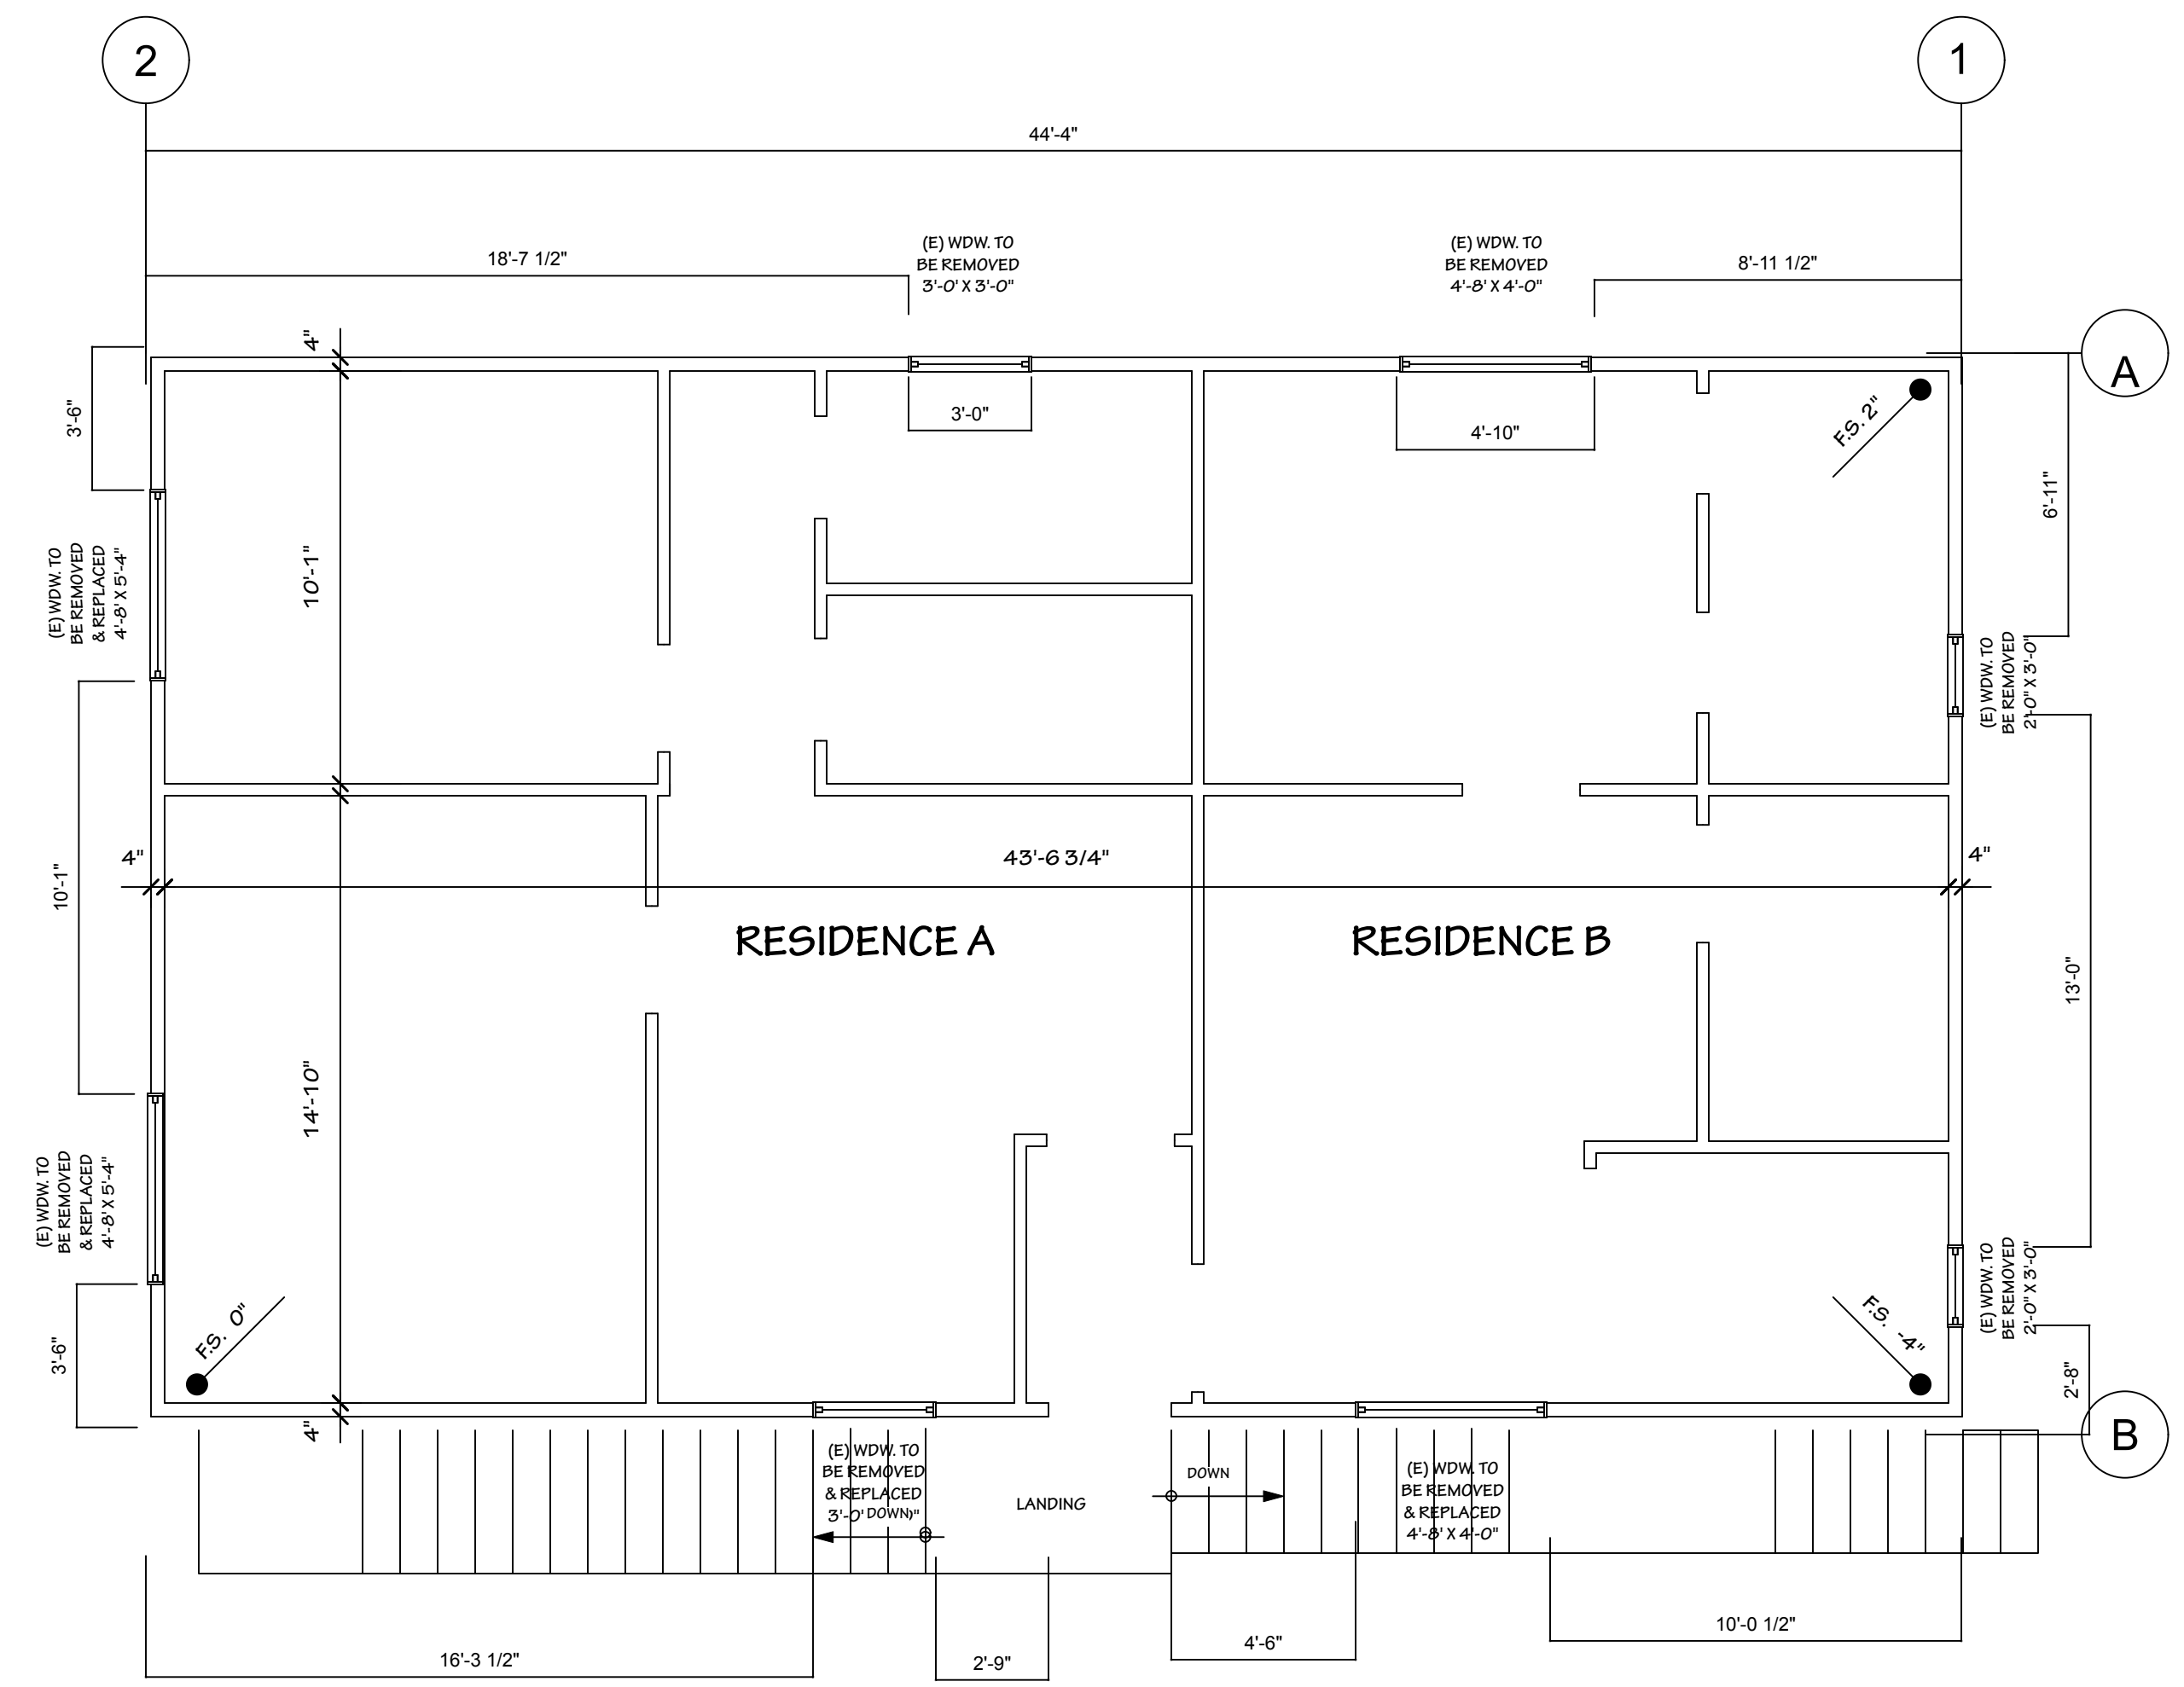 2
1
44'-4"
18'-7 1/2"
(E) WDW. TO
BE REMOVED
3'-0' X 3'-0"
(E) WDW. TO
BE REMOVED
4'-8' X 4'-0"
8'-11 1/2"
A
4"
3'-6"
3'-0"
4'-10"
F.S. 2"
6'-11"
(E) WDW. TO
BE REMOVED
& REPLACED
4'-8' X 5'-4"
10'-1"
(E) WDW. TO
BE REMOVED
2'-0" X 3'-0"
4"
43'-6 3/4"
4"
10'-1"
RESIDENCE A
RESIDENCE B
13'-0"
14'-10"
(E) WDW. TO
BE REMOVED
& REPLACED
4'-8' X 5'-4"
(E) WDW. TO
BE REMOVED
2'-0" X 3'-0"
F.S. 0"
F.S. -4"
3'-6"
2'-8"
4"
B
(E) WDW. TO
BE REMOVED
& REPLACED
3'-0'
DOWN
LANDING
DOWN
(E) WDW. TO
BE REMOVED
& REPLACED
4'-8' X 4'-0"
16'-3 1/2"
2'-9"
4'-6"
10'-0 1/2"